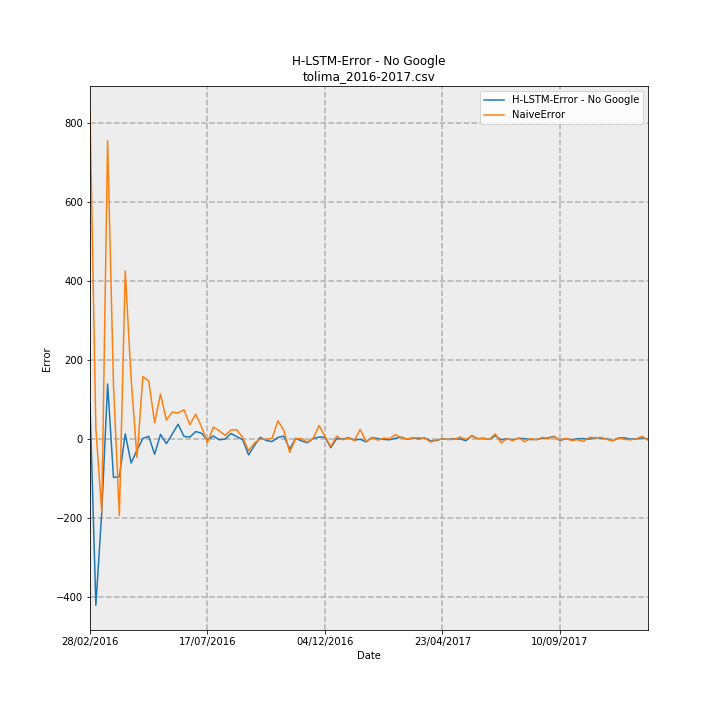 H-LSTM-Error - No Google
tolima_2016-2017.csv
H-LSTM-Error - No Google
NaiveError
800
600
400
200
0
−200
−400
Error
28/02/2016
17/07/2016
04/12/2016
23/04/2017
10/09/2017
Date